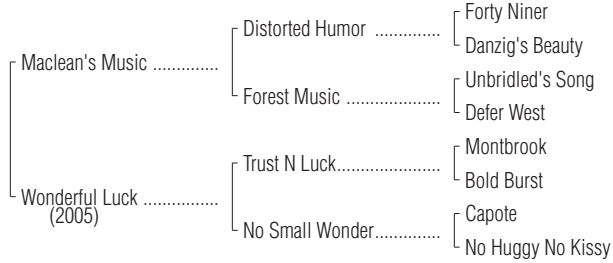 Forty Niner
Distorted Humor ..............
Danzig's Beauty
Maclean's Music ..............
Unbridled's Song
Forest Music ....................
Defer West
Montbrook
Trust N Luck......................
Bold Burst
Wonderful Luck ................
(2005)
Capote
No Small Wonder..............
No Huggy No Kissy